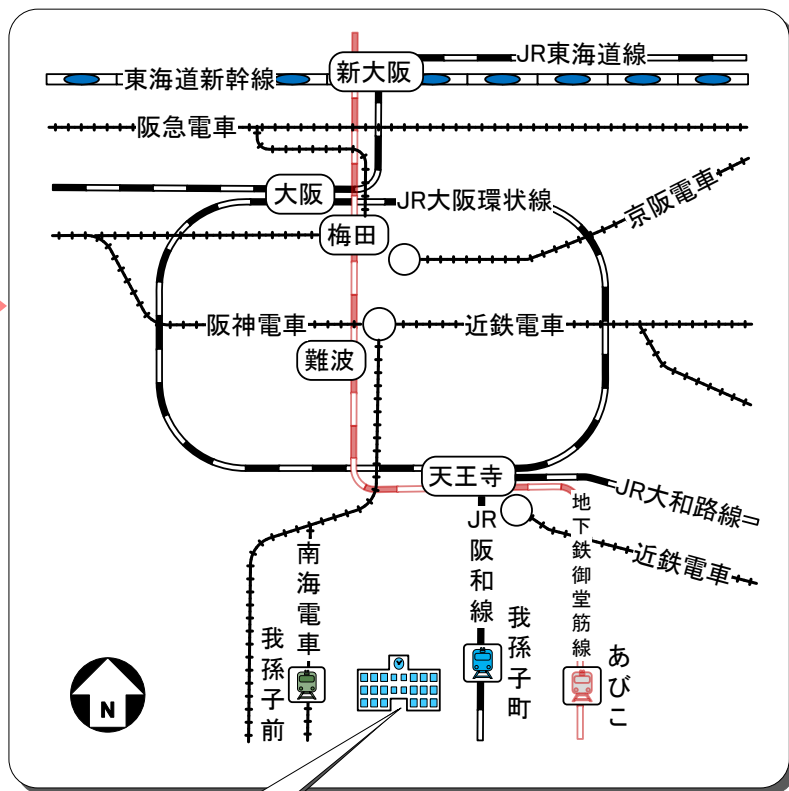 JR東海道線
新大阪
東海道新幹線
阪急電車
大阪
JR大阪環状線
京阪電車
梅田
阪神電車
近鉄電車
難波
天王寺
JR大和路線
地下鉄御堂筋線
JR阪和線
近鉄電車
南海電車
我孫子前
我孫子町
あびこ
N